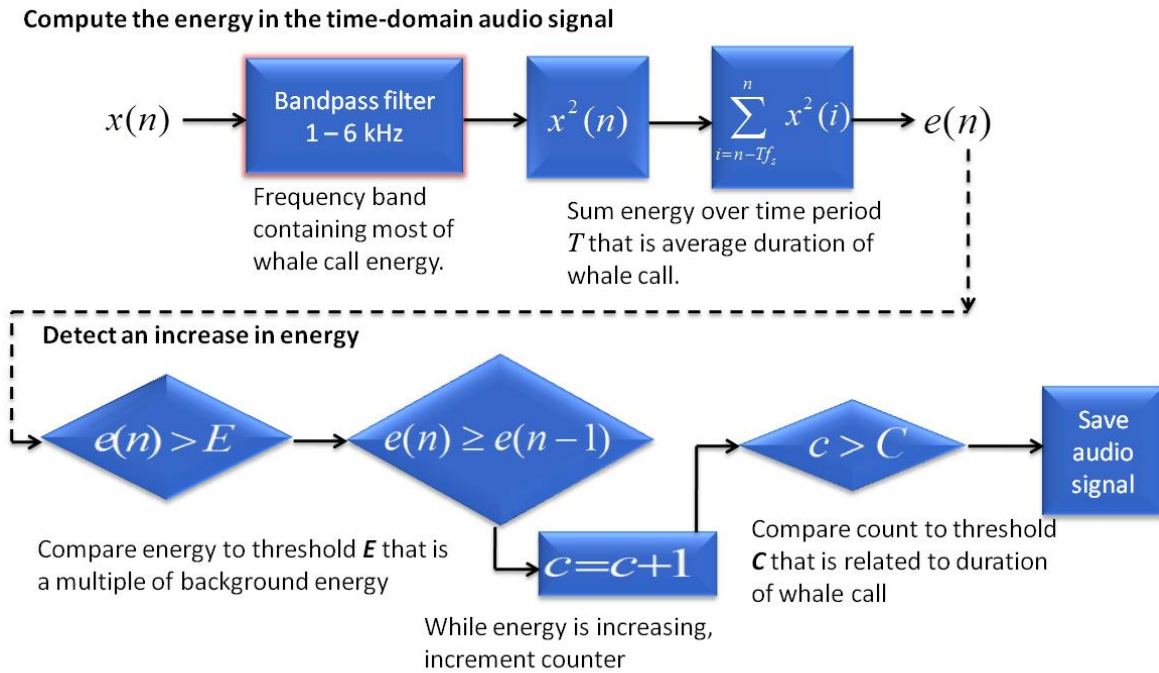 Compute the energy in the time-domain audio signal
x(n)
Bandpass filter
1 – 6 kHz
x²(n)
n
∑ x²(i)
i=n−Tfₛ
e(n)
Frequency band
containing most of
whale call energy.
Sum energy over time period
T that is average duration of
whale call.
Detect an increase in energy
e(n) > E
e(n) ≥ e(n−1)
c > C
Save
audio
signal
Compare energy to threshold E that is
a multiple of background energy
c=c+1
Compare count to threshold
C that is related to duration
of whale call
While energy is increasing,
increment counter